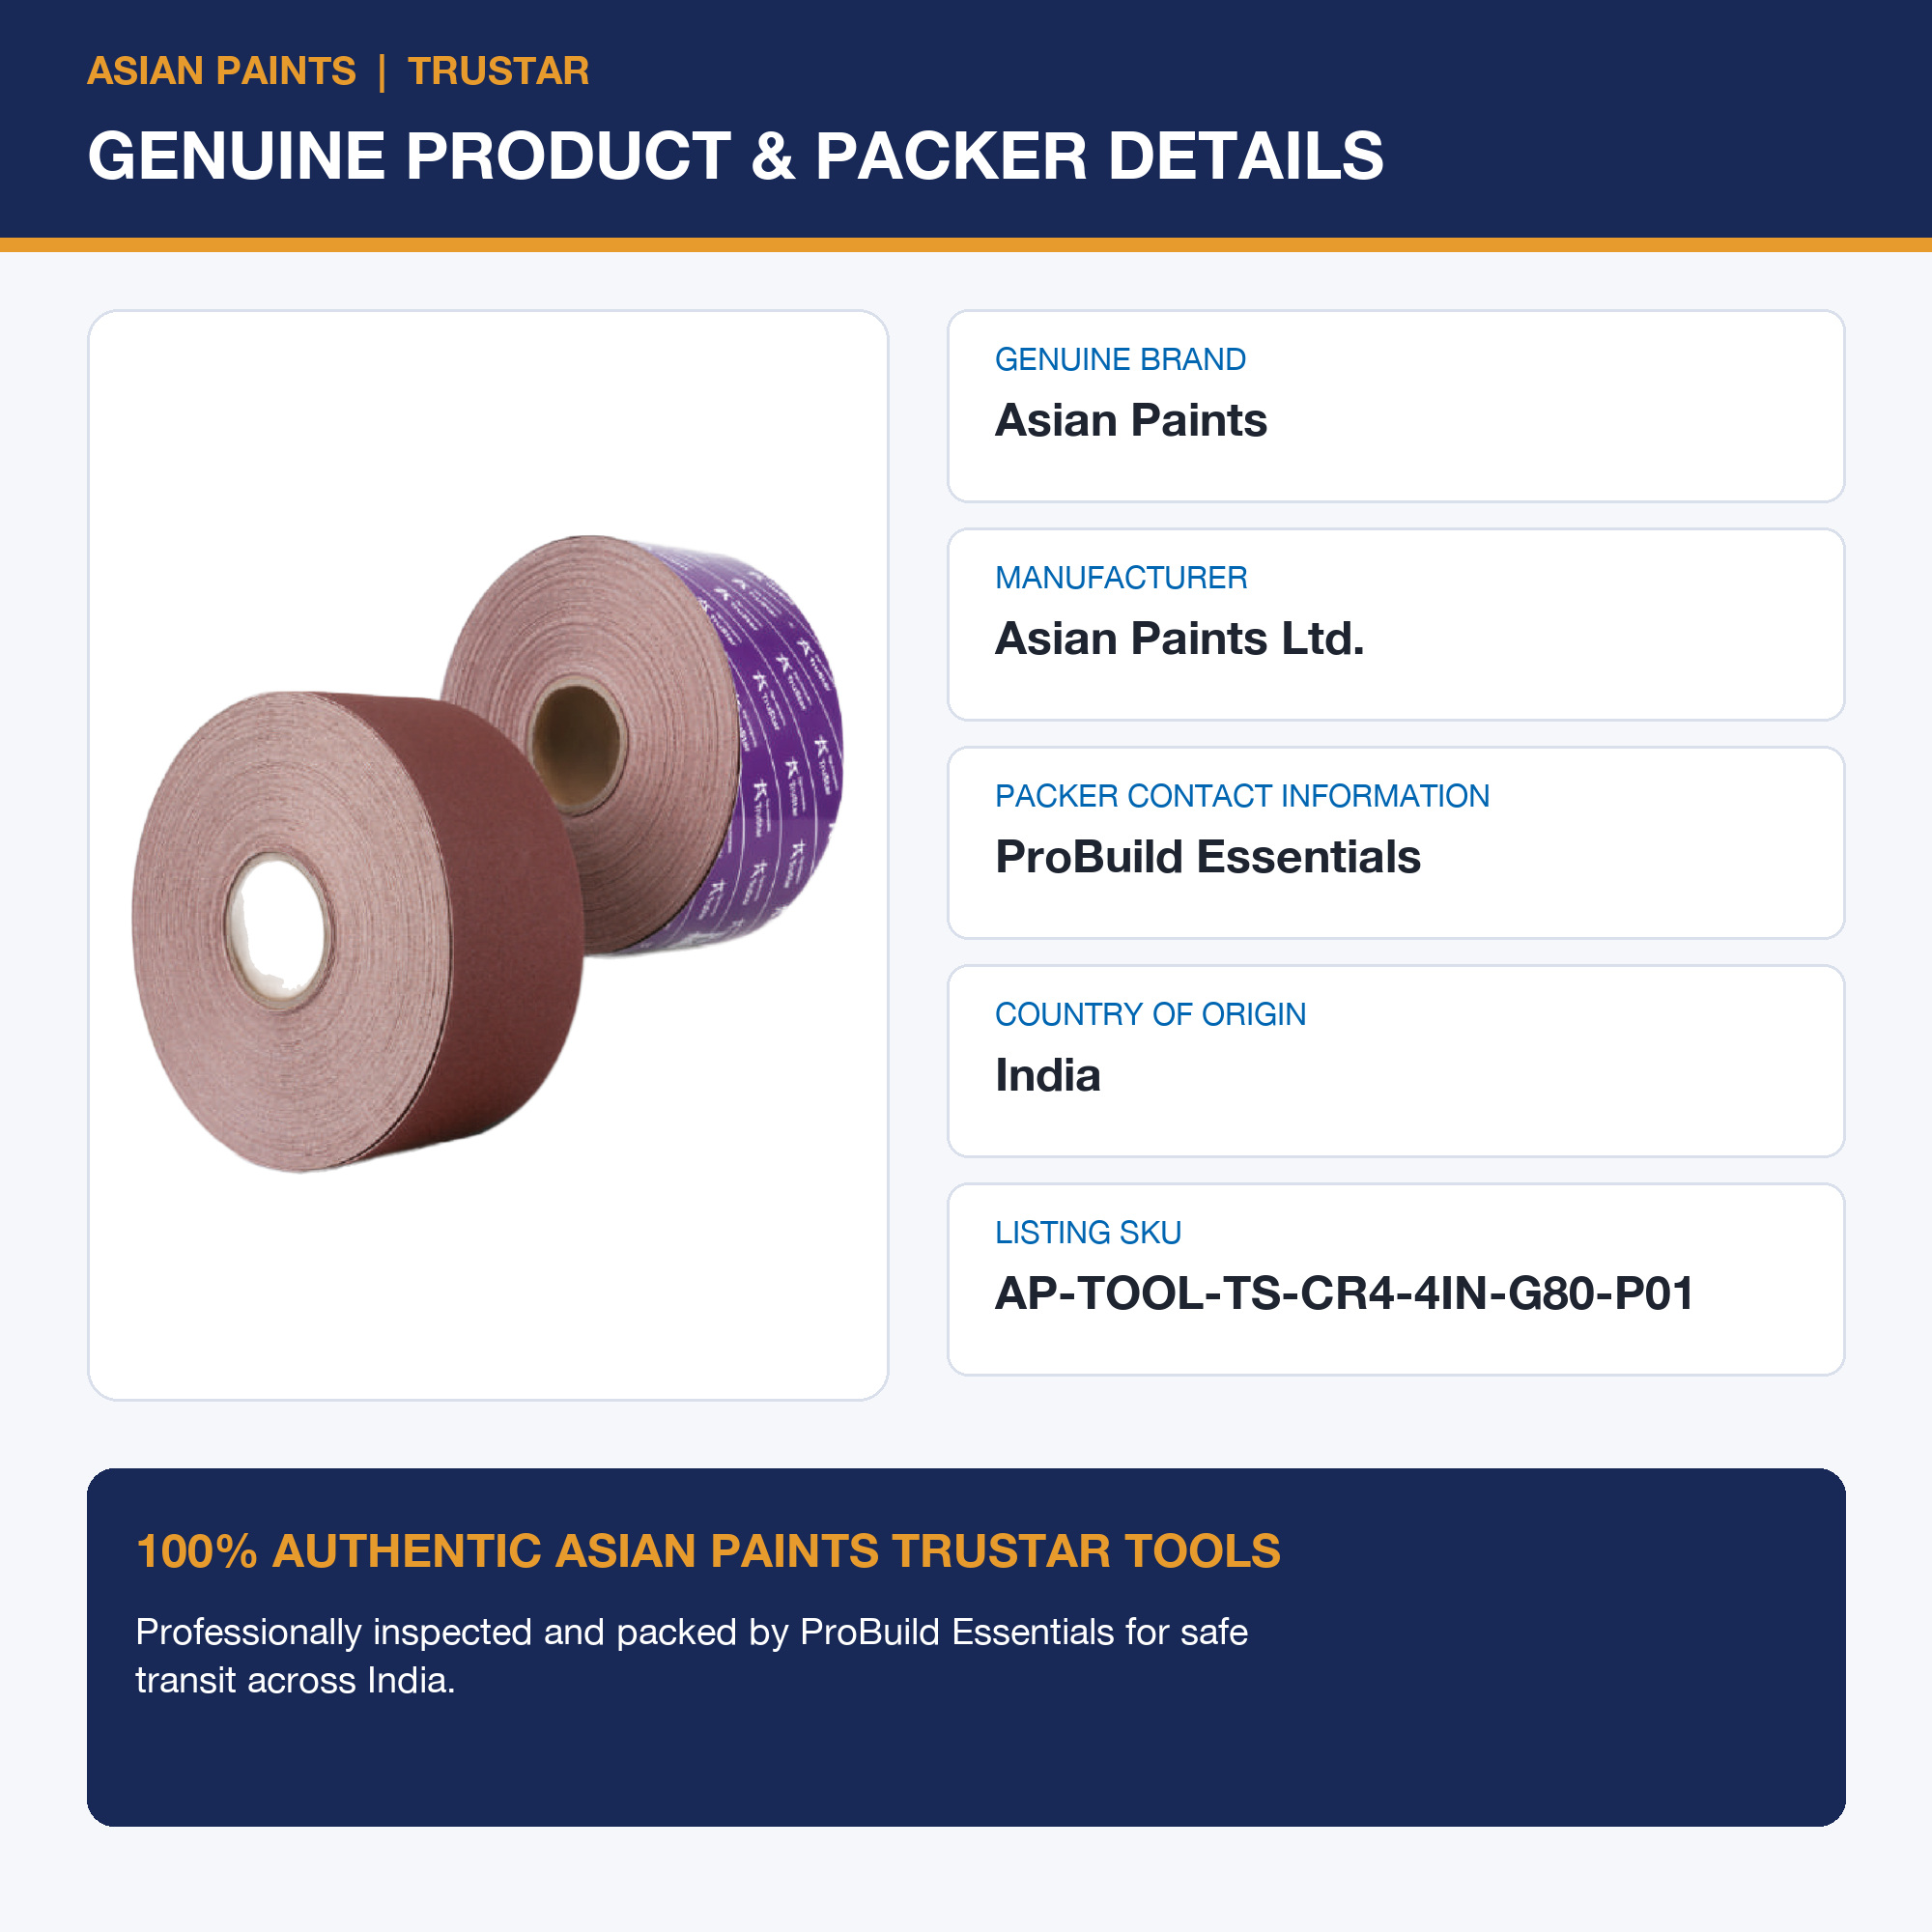 ASIAN PAINTS | TRUSTAR
GENUINE PRODUCT & PACKER DETAILS
GENUINE BRAND
Asian Paints
MANUFACTURER
Asian Paints Ltd.
PACKER CONTACT INFORMATION
ProBuild Essentials
COUNTRY OF ORIGIN
India
LISTING SKU
AP-TOOL-TS-CR4-4IN-G80-P01
TruStar
100% AUTHENTIC ASIAN PAINTS TRUSTAR TOOLS
Professionally inspected and packed by ProBuild Essentials for safe
transit across India.